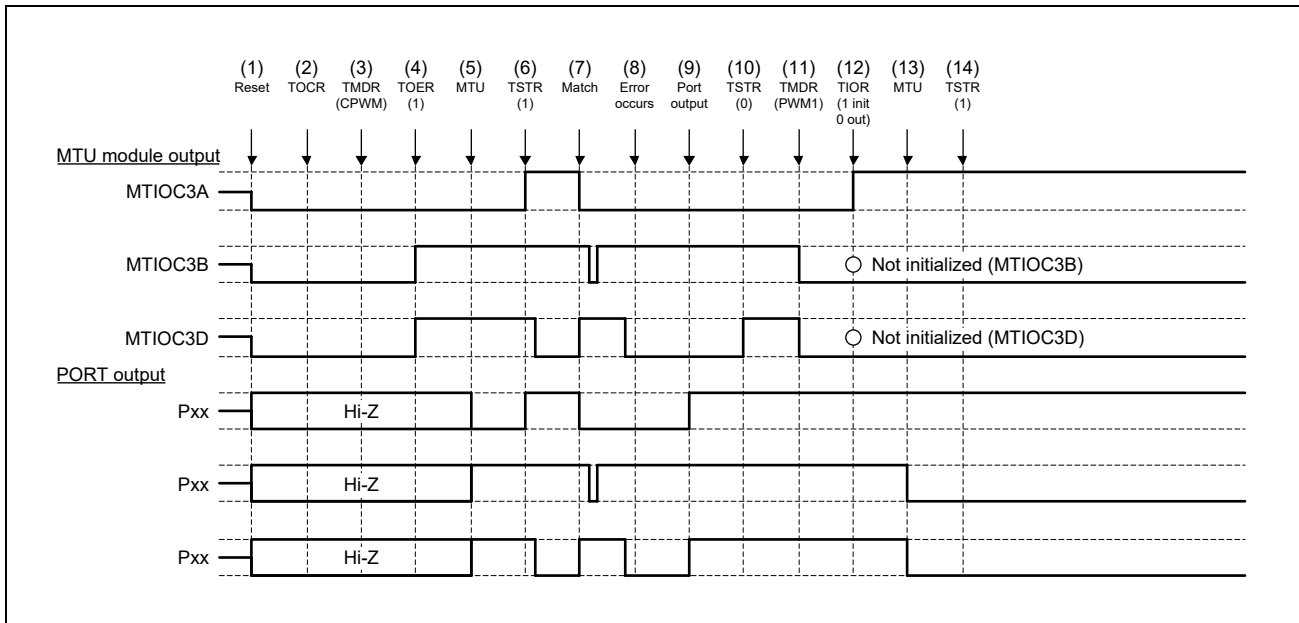 (1) (2) (3) (4) (5) (6) (7) (8) (9) (10) (11) (12) (13) (14)
Reset TOCR TMDR TOER MTU TSTR Match Error Port TSTR TMDR TIOR MTU TSTR
(CPWM) (1) (1) occurs output (0) (PWM1) (1 init (1)
0 out)
MTU module output
MTIOC3A
MTIOC3B
Not initialized (MTIOC3B)
MTIOC3D
Not initialized (MTIOC3D)
PORT output
Pxx
Hi-Z
Pxx
Hi-Z
Pxx
Hi-Z